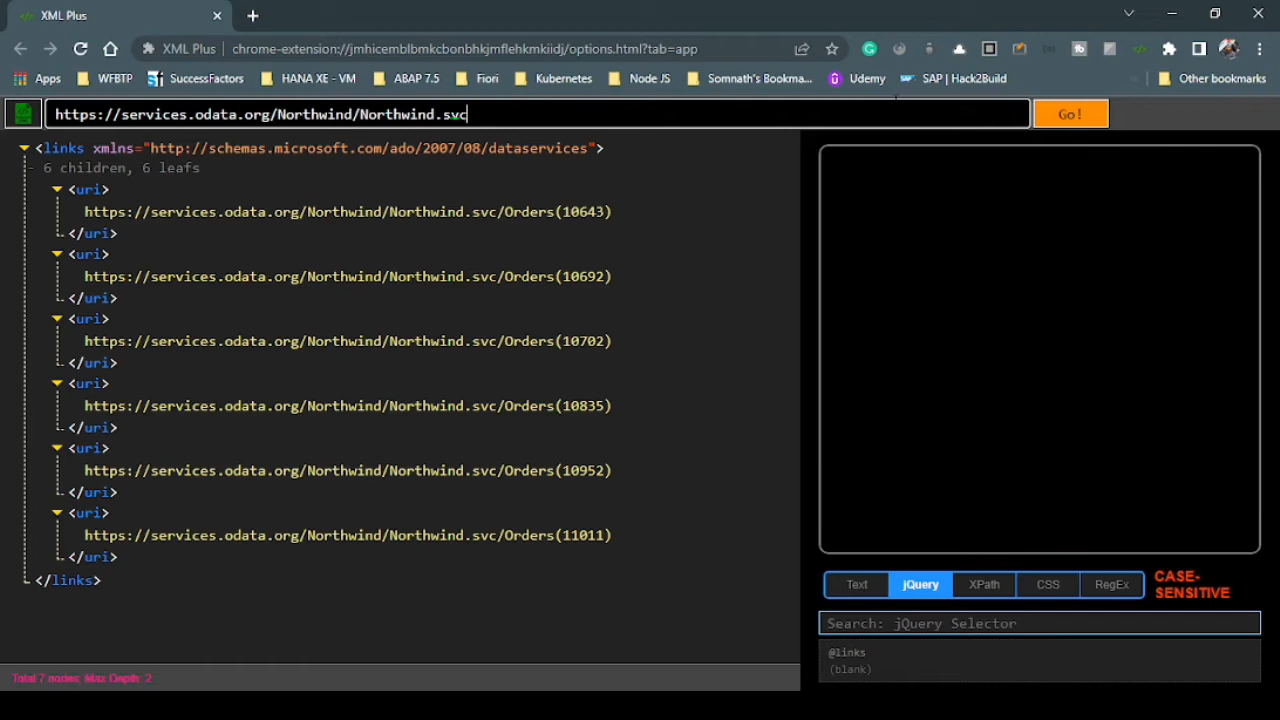 XML Plus
XML Plus chrome-extension://jmhicemblbmkcbonbhkjmflehkmkiidj/options.html?tab=app
Apps WFBTP SuccessFactors HANA XE - VM ABAP 7.5 Fiori Kubernetes Node JS Somnath's Bookma... Udemy SAP | Hack2Build Other bookmarks
https://services.odata.org/Northwind/Northwind.svc Go!
<links xmlns="http://schemas.microsoft.com/ado/2007/08/dataservices">
6 children, 6 leafs
<uri>
https://services.odata.org/Northwind/Northwind.svc/Orders(10643)
</uri>
<uri>
https://services.odata.org/Northwind/Northwind.svc/Orders(10692)
</uri>
<uri>
https://services.odata.org/Northwind/Northwind.svc/Orders(10702)
</uri>
<uri>
https://services.odata.org/Northwind/Northwind.svc/Orders(10835)
</uri>
<uri>
https://services.odata.org/Northwind/Northwind.svc/Orders(10952)
</uri>
<uri>
https://services.odata.org/Northwind/Northwind.svc/Orders(11011)
</uri>
</links>
Total 7 nodes; Max Depth: 2
Text jQuery XPath CSS RegEx
CASE-
SENSITIVE
Search: jQuery Selector
@links
(blank)